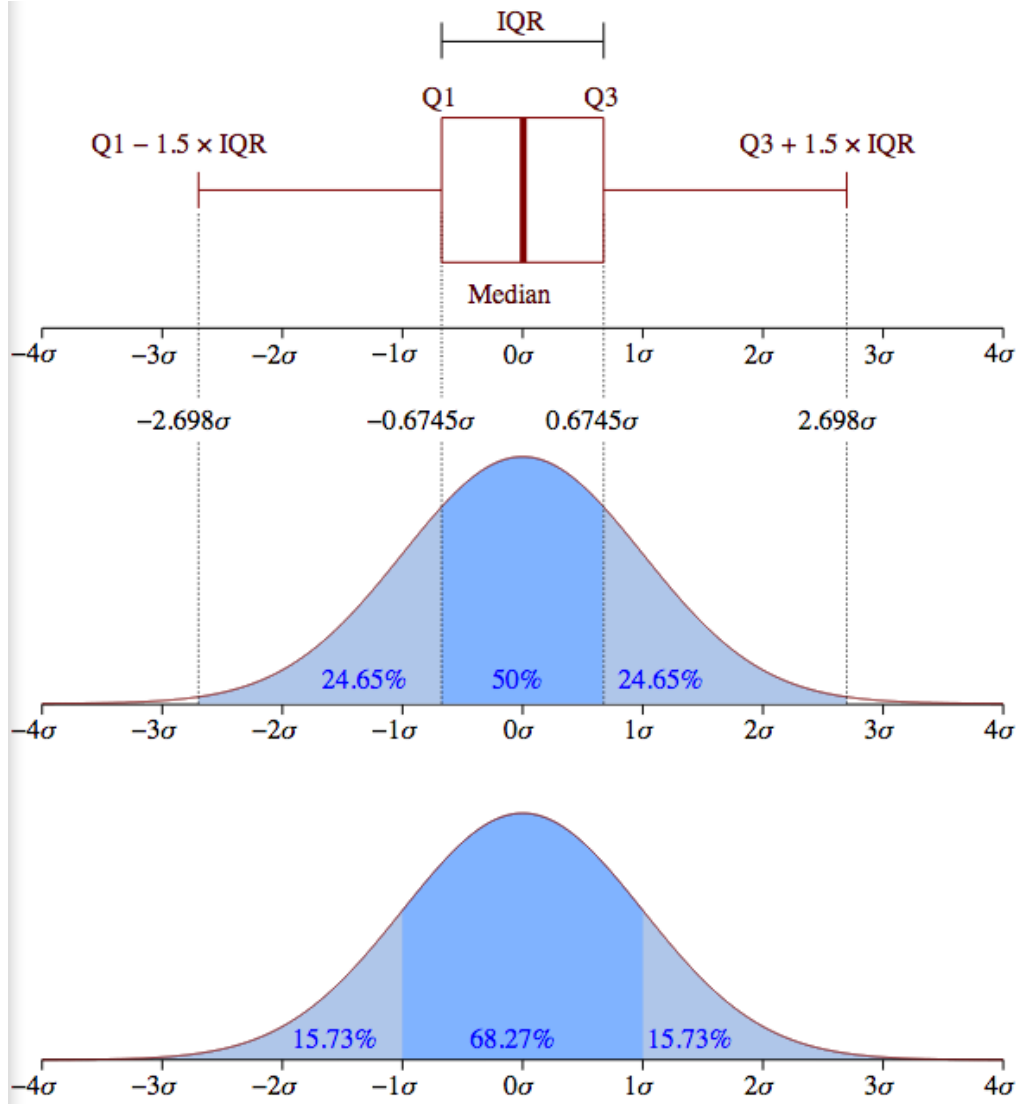 IQR
Q1 Q3
Q1 − 1.5 × IQR Q3 + 1.5 × IQR
Median
−4σ −3σ −2σ −1σ 0σ 1σ 2σ 3σ 4σ
−2.698σ −0.6745σ 0.6745σ 2.698σ
24.65% 50% 24.65%
−4σ −3σ −2σ −1σ 0σ 1σ 2σ 3σ 4σ
15.73% 68.27% 15.73%
−4σ −3σ −2σ −1σ 0σ 1σ 2σ 3σ 4σ